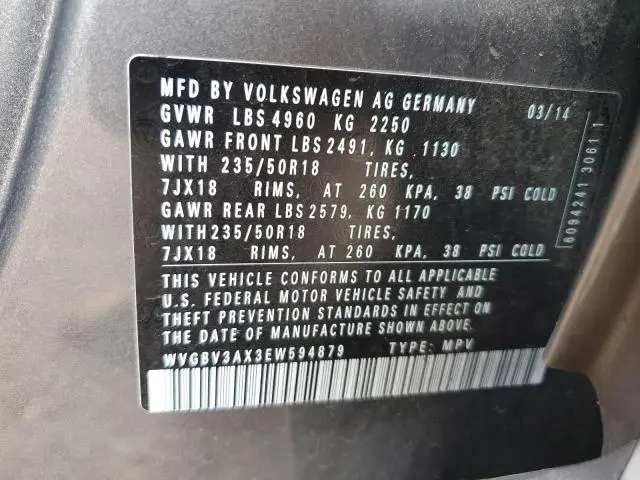 MFD BY VOLKSWAGEN AG GERMANY 03/14
GVWR LBS 4960 KG 2250
GAWR FRONT LBS 2491, KG 1130
WITH 235/50R18 TIRES,
7JX18 RIMS, AT 260 KPA, 38 PSI COLD
GAWR REAR LBS 2579, KG 1170
WITH 235/50R18 TIRES,
7JX18 RIMS, AT 260 KPA, 38 PSI COLD
THIS VEHICLE CONFORMS TO ALL APPLICABLE
U.S. FEDERAL MOTOR VEHICLE SAFETY AND
THEFT PREVENTION STANDARDS IN EFFECT ON
THE DATE OF MANUFACTURE SHOWN ABOVE.
WVGBV3AX3EW594879 TYPE: MPV
6094241 3061 1